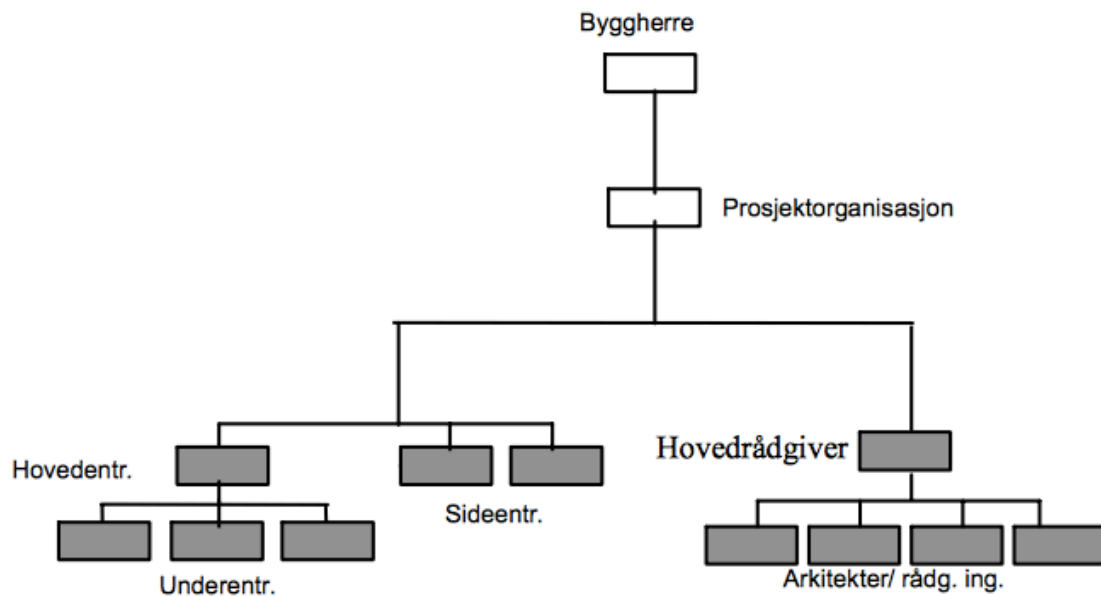 Byggherre
Prosjektorganisasjon
Hovedrådgiver
Hovedentr.
Sideentr.
Underentr.
Arkitekter/ rådg. ing.